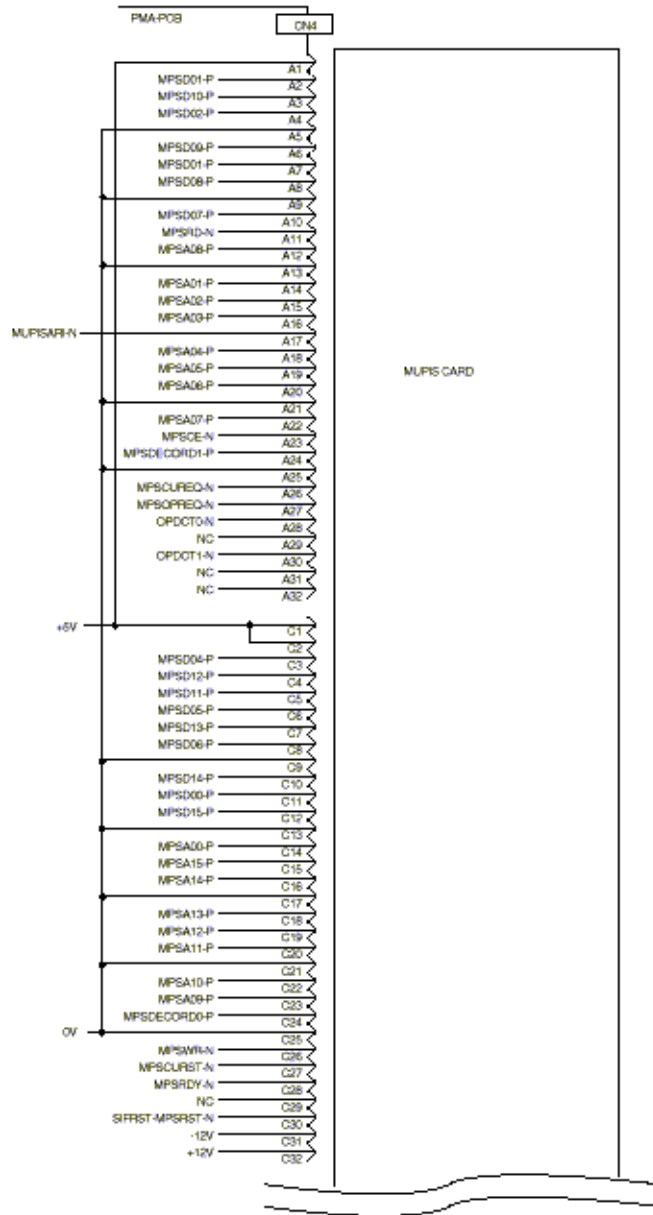 PMA-PCB
CN4
A1
MPSD01-P
A2
MPSD10-P
A3
MPSD02-P
A4
A5
MPSD09-P
A6
MPSD01-P
A7
MPSD08-P
A8
A9
MPSD07-P
A10
MPSRD-N
A11
MPSA08-P
A12
A13
MPSA01-P
A14
MPSA02-P
A15
MPSA03-P
A16
MUPISARI-N
A17
MPSA04-P
A18
MPSA05-P
A19
MUPIS CARD
MPSA06-P
A20
A21
MPSA07-P
A22
MPSCE-N
A23
MPSDECORD1-P
A24
A25
MPSCUREQ-N
A26
MPSOPREQ-N
A27
OPDCT0-N
A28
NC
A29
OPDCT1-N
A30
NC
A31
NC
A32
+5V
C1
C2
MPSD04-P
C3
MPSD12-P
C4
MPSD11-P
C5
MPSD05-P
C6
MPSD13-P
C7
MPSD06-P
C8
C9
MPSD14-P
C10
MPSD00-P
C11
MPSD15-P
C12
C13
MPSA00-P
C14
MPSA15-P
C15
MPSA14-P
C16
C17
MPSA13-P
C18
MPSA12-P
C19
MPSA11-P
C20
C21
MPSA10-P
C22
MPSA09-P
C23
MPSDECORD0-P
C24
0V
C25
MPSWR-N
C26
MPSCURST-N
C27
MPSRDY-N
C28
NC
C29
SIFRST-MPSRST-N
C30
-12V
C31
+12V
C32